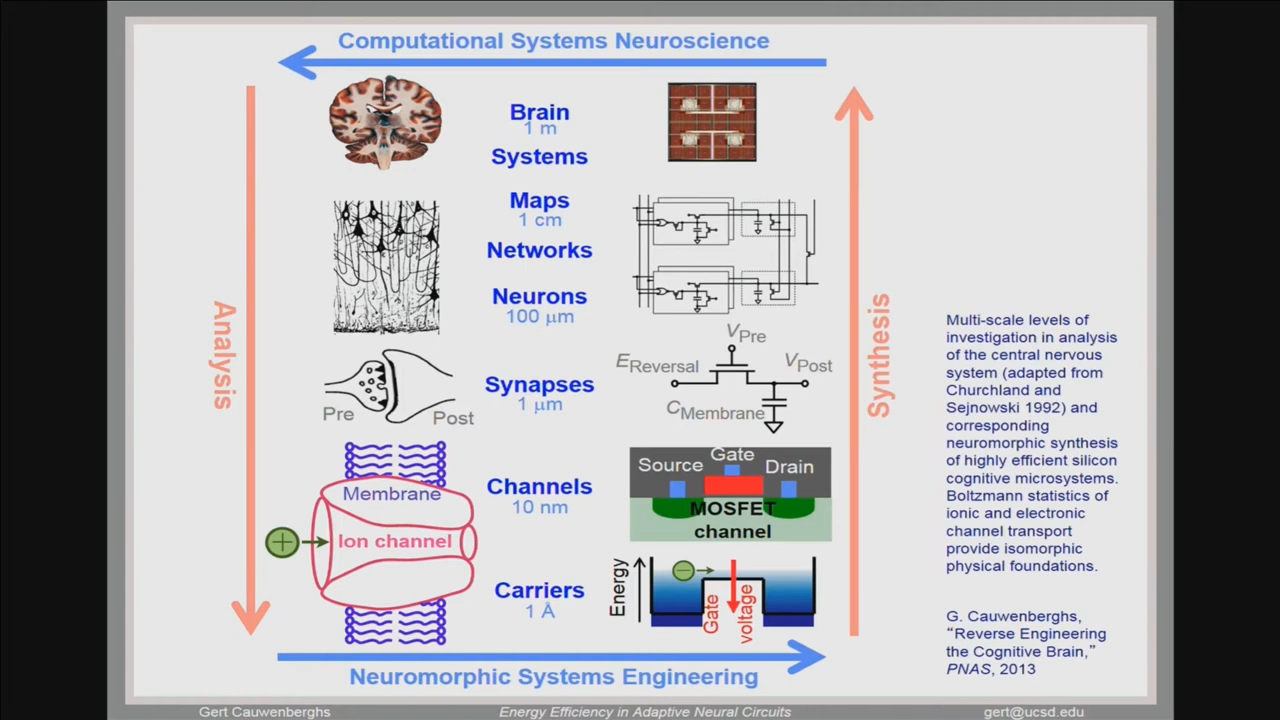 Computational Systems Neuroscience
Brain
1 m
Systems
Maps
1 cm
Networks
Neurons
100 μm
Synapses
1 μm
Channels
10 nm
Carriers
1 Å
Analysis
Pre
Post
Membrane
Ion channel
+
V Pre
E Reversal
V Post
C Membrane
Source
Gate
Drain
MOSFET
channel
Energy
−
Gate
voltage
Synthesis
Neuromorphic Systems Engineering
Multi-scale levels of
investigation in analysis
of the central nervous
system (adapted from
Churchland and
Sejnowski 1992) and
corresponding
neuromorphic synthesis
of highly efficient silicon
cognitive microsystems.
Boltzmann statistics of
ionic and electronic
channel transport
provide isomorphic
physical foundations.
G. Cauwenberghs,
“Reverse Engineering
the Cognitive Brain,”
PNAS, 2013
Gert Cauwenberghs
Energy Efficiency in Adaptive Neural Circuits
gert@ucsd.edu